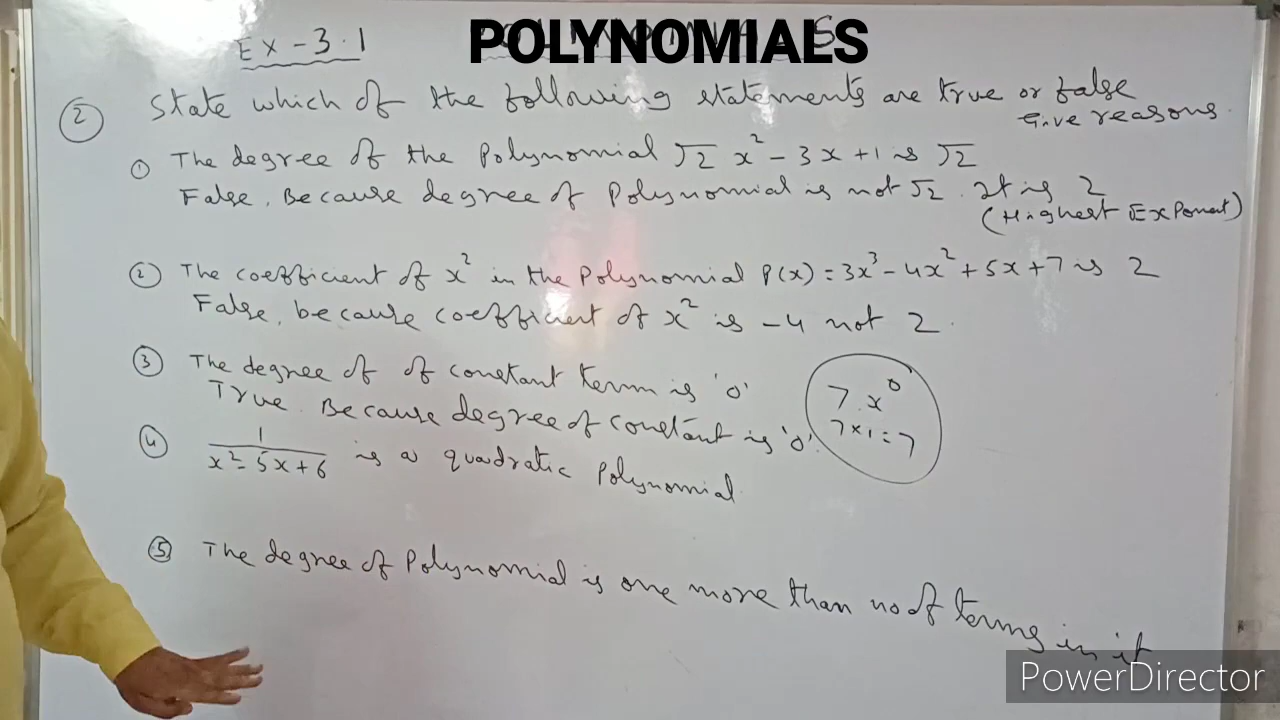 POLYNOMIALS
Ex - 3.1
② State which of the following statements are true or false
Give reasons.
① The degree of the polynomial √2 x² - 3x + 1 is √2
False. Because degree of polynomial is not √2. It is 2
(Highest Exponent)
② The coefficient of x² in the polynomial p(x) = 3x³ - 4x² + 5x + 7 is 2
False, because coefficient of x² is -4 not 2.
③ The degree of of constant term is '0'
True. Because degree of constant is '0'.
7.x⁰
7×1=7
④ 1/(x² - 5x + 6) is a quadratic polynomial.
⑤ The degree of polynomial is one more than no of terms in it
PowerDirector